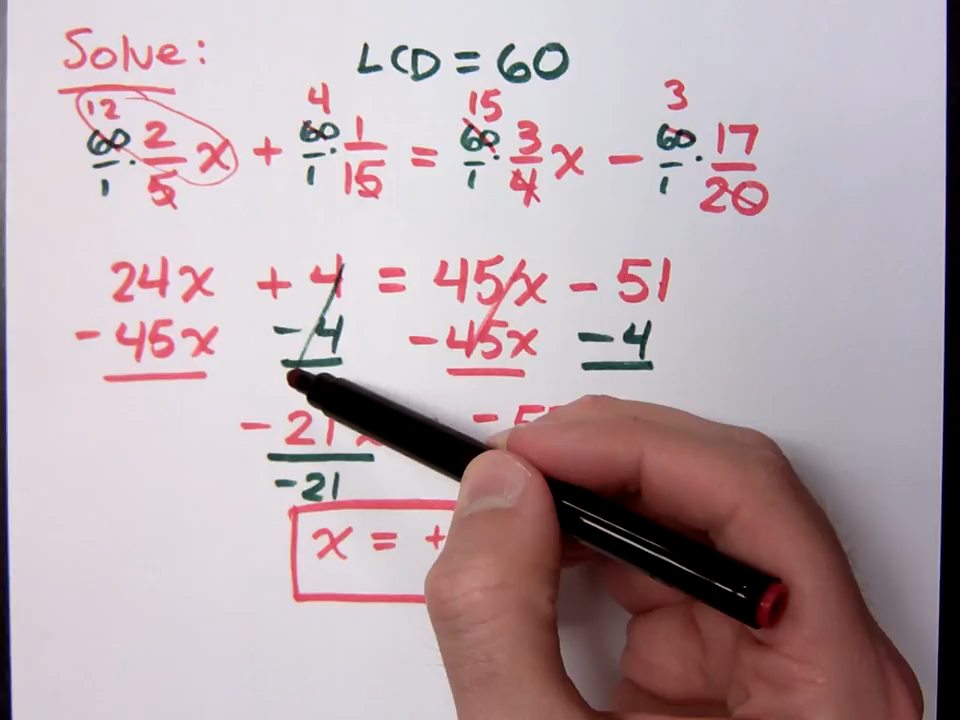 Solve: LCD = 60
12 4 15 3
60/1 · 2/5 x + 60/1 · 1/15 = 60/1 · 3/4 x - 60/1 · 17/20
24x + 4 = 45x - 51
-45x -4 -45x -4
-21x -5
-21
x = +